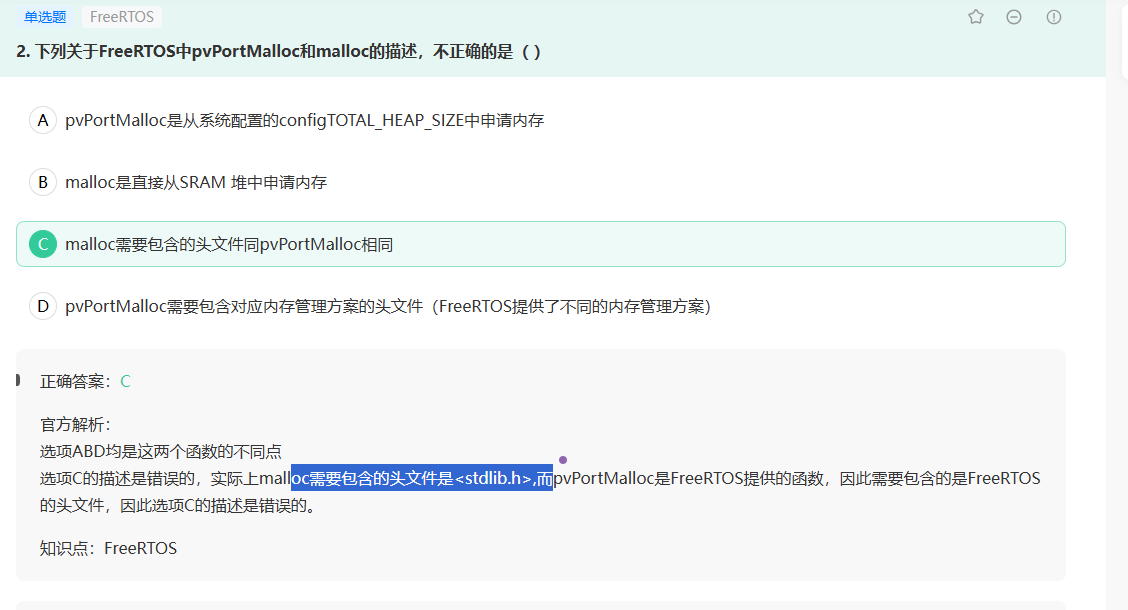 单选题 FreeRTOS
2. 下列关于FreeRTOS中pvPortMalloc和malloc的描述，不正确的是（ ）
A pvPortMalloc是从系统配置的configTOTAL_HEAP_SIZE中申请内存
B malloc是直接从SRAM 堆中申请内存
C malloc需要包含的头文件同pvPortMalloc相同
D pvPortMalloc需要包含对应内存管理方案的头文件（FreeRTOS提供了不同的内存管理方案）
正确答案：C
官方解析：
选项ABD均是这两个函数的不同点
选项C的描述是错误的，实际上malloc需要包含的头文件是<stdlib.h>,而pvPortMalloc是FreeRTOS提供的函数，因此需要包含的是FreeRTOS
的头文件，因此选项C的描述是错误的。
知识点：FreeRTOS